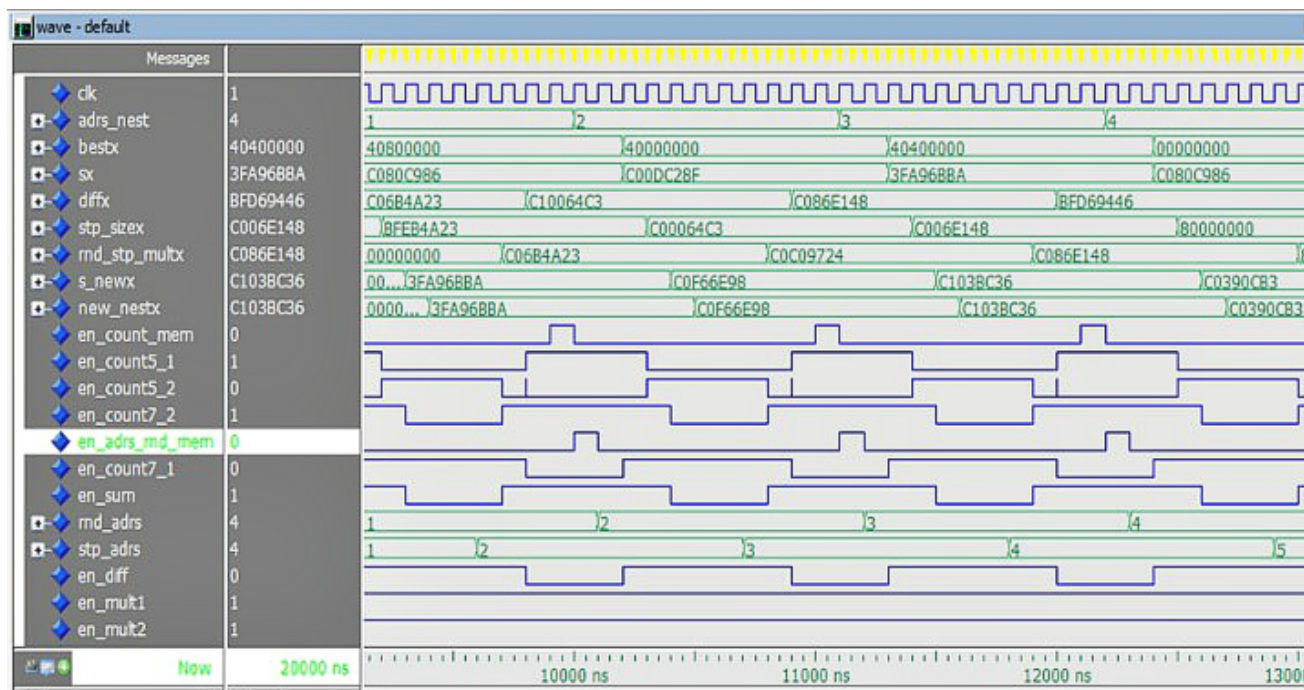 wave - default
Messages
clk 1
adrs_nest 4 1 2 3 4
bestx 40400000 40800000 40000000 40400000 00000000
sx 3FA96BBA C080C986 C00DC28F 3FA96BBA C080C986
diffx BFD69446 C06B4A23 C10064C3 C086E148 BFD69446
stp_sizex C006E148 BFEB4A23 C00064C3 C006E148 80000000
rnd_stp_multx C086E148 00000000 C06B4A23 C0C09724 C086E148
s_newx C103BC36 00... 3FA96BBA C0F66E98 C103BC36 C0390CB3
new_nestx C103BC36 0000... 3FA96BBA C0F66E98 C103BC36 C0390CB3
en_count_mem 0
en_count5_1 1
en_count5_2 0
en_count7_2 1
en_adrs_rnd_mem 0
en_count7_1 0
en_sum 1
rnd_adrs 4 1 2 3 4
stp_adrs 4 1 2 3 4 5
en_diff 0
en_mult1 1
en_mult2 1
Now 20000 ns 10000 ns 11000 ns 12000 ns 1300